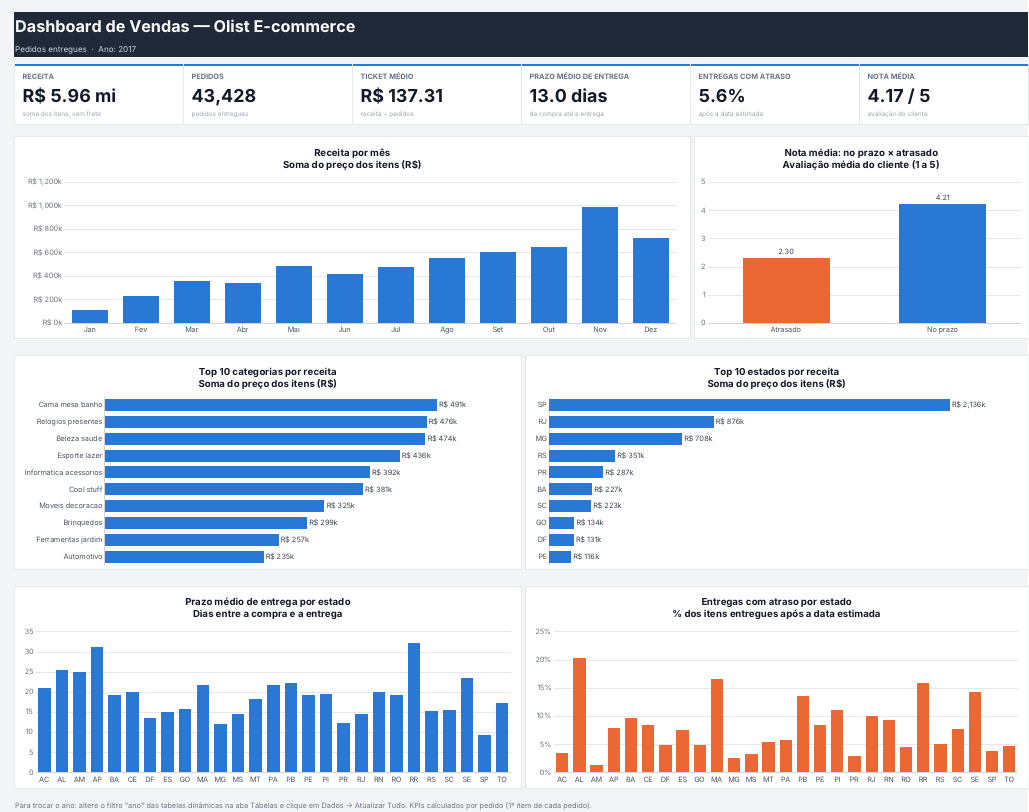 Dashboard de Vendas — Olist E-commerce
Pedidos entregues · Ano: 2017
RECEITA
R$ 5.96 mi
soma dos itens, sem frete
PEDIDOS
43,428
pedidos entregues
TICKET MÉDIO
R$ 137.31
receita ÷ pedidos
PRAZO MÉDIO DE ENTREGA
13.0 dias
da compra até a entrega
ENTREGAS COM ATRASO
5.6%
após a data estimada
NOTA MÉDIA
4.17 / 5
avaliação do cliente
Receita por mês
Soma do preço dos itens (R$)
R$ 1,200k
R$ 1,000k
R$ 800k
R$ 600k
R$ 400k
R$ 200k
R$ 0k
Jan Fev Mar Abr Mai Jun Jul Ago Set Out Nov Dez
Nota média: no prazo × atrasado
Avaliação média do cliente (1 a 5)
5
4
3
2
1
0
2.30
4.21
Atrasado No prazo
Top 10 categorias por receita
Soma do preço dos itens (R$)
Cama mesa banho R$ 491k
Relogios presentes R$ 476k
Beleza saude R$ 474k
Esporte lazer R$ 436k
Informatica acessorios R$ 392k
Cool stuff R$ 381k
Moveis decoracao R$ 325k
Brinquedos R$ 299k
Ferramentas jardim R$ 257k
Automotivo R$ 235k
Top 10 estados por receita
Soma do preço dos itens (R$)
SP R$ 2,136k
RJ R$ 876k
MG R$ 708k
RS R$ 351k
PR R$ 287k
BA R$ 227k
SC R$ 223k
GO R$ 134k
DF R$ 131k
PE R$ 116k
Prazo médio de entrega por estado
Dias entre a compra e a entrega
35
30
25
20
15
10
5
0
AC AL AM AP BA CE DF ES GO MA MG MS MT PA PB PE PI PR RJ RN RO RR RS SC SE SP TO
Entregas com atraso por estado
% dos itens entregues após a data estimada
25%
20%
15%
10%
5%
0%
AC AL AM AP BA CE DF ES GO MA MG MS MT PA PB PE PI PR RJ RN RO RR RS SC SE SP TO
Para trocar o ano: altere o filtro "ano" das tabelas dinâmicas na aba Tabelas e clique em Dados → Atualizar Tudo. KPIs calculados por pedido (1º item de cada pedido).